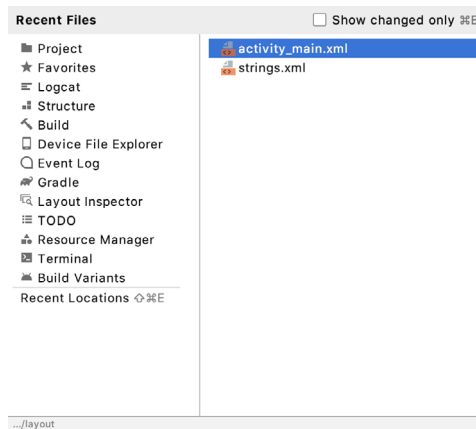 Recent Files
Show changed only ⌘E
Project
Favorites
Logcat
Structure
Build
Device File Explorer
Event Log
Gradle
Layout Inspector
TODO
Resource Manager
Terminal
Build Variants
Recent Locations ⇧⌘E
activity_main.xml
strings.xml
.../layout